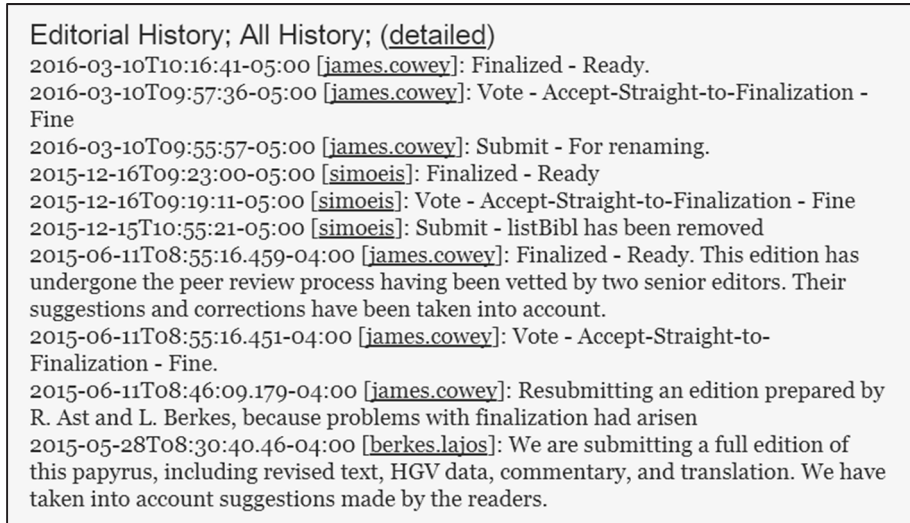 Editorial History; All History; (detailed)
2016-03-10T10:16:41-05:00 [james.cowey]: Finalized - Ready.
2016-03-10T09:57:36-05:00 [james.cowey]: Vote - Accept-Straight-to-Finalization -
Fine
2016-03-10T09:55:57-05:00 [james.cowey]: Submit - For renaming.
2015-12-16T09:23:00-05:00 [simoeis]: Finalized - Ready
2015-12-16T09:19:11-05:00 [simoeis]: Vote - Accept-Straight-to-Finalization - Fine
2015-12-15T10:55:21-05:00 [simoeis]: Submit - listBibl has been removed
2015-06-11T08:55:16.459-04:00 [james.cowey]: Finalized - Ready. This edition has
undergone the peer review process having been vetted by two senior editors. Their
suggestions and corrections have been taken into account.
2015-06-11T08:55:16.451-04:00 [james.cowey]: Vote - Accept-Straight-to-
Finalization - Fine.
2015-06-11T08:46:09.179-04:00 [james.cowey]: Resubmitting an edition prepared by
R. Ast and L. Berkes, because problems with finalization had arisen
2015-05-28T08:30:40.46-04:00 [berkes.lajos]: We are submitting a full edition of
this papyrus, including revised text, HGV data, commentary, and translation. We have
taken into account suggestions made by the readers.